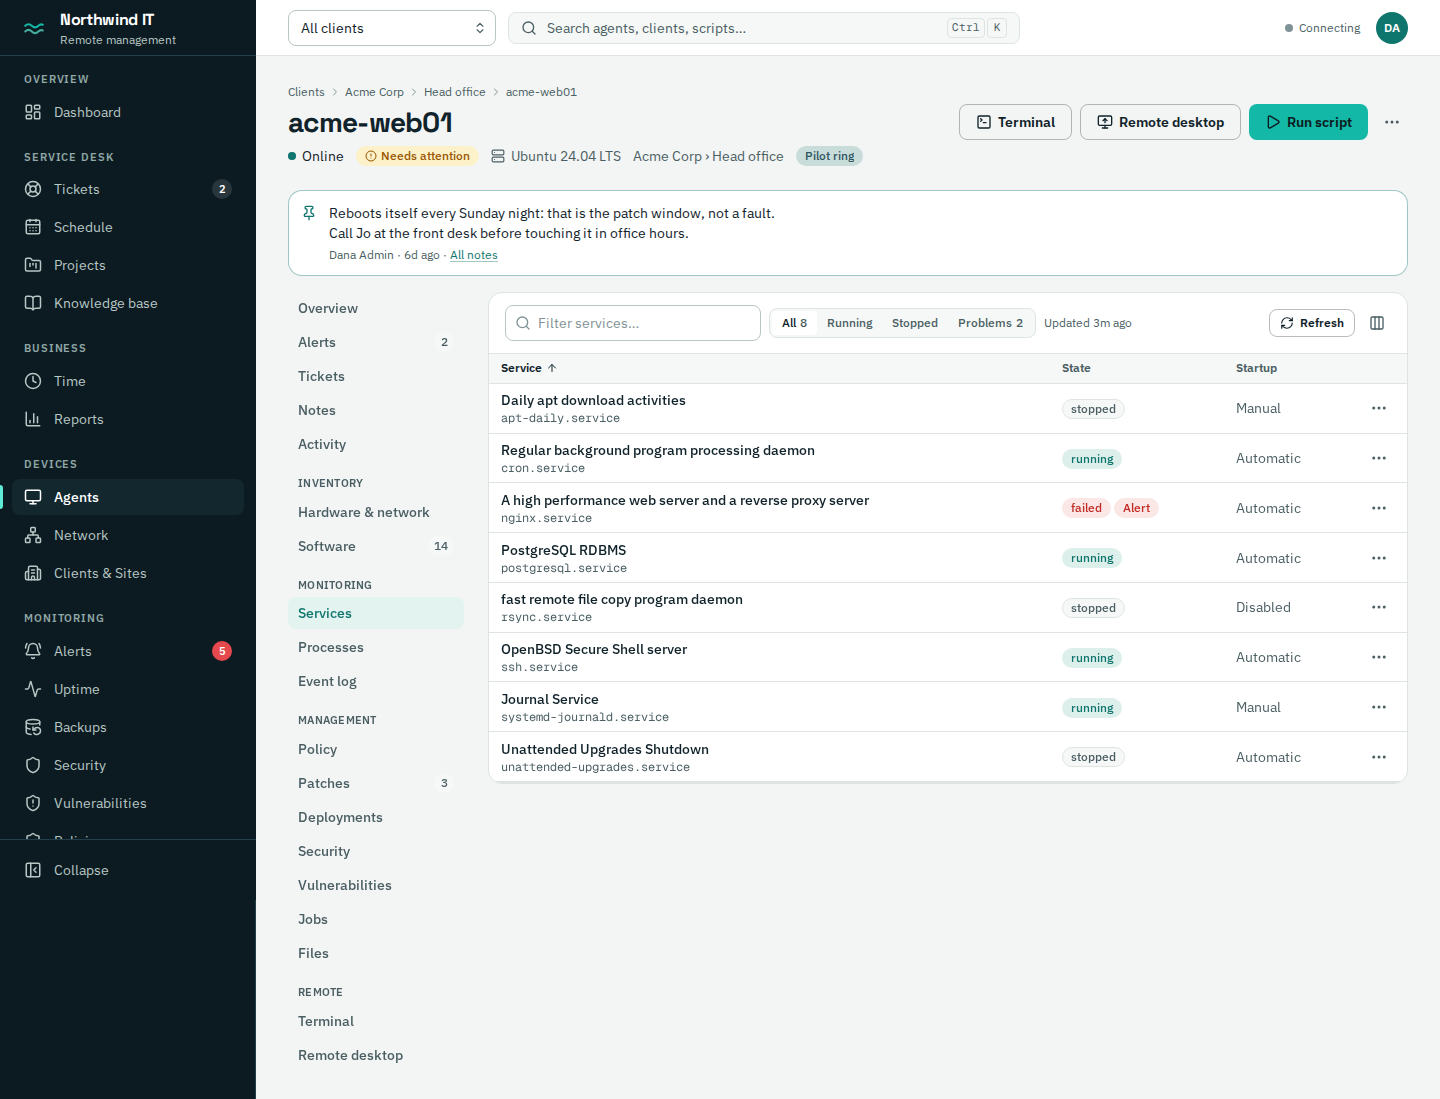 Northwind IT
Remote management
OVERVIEW
Dashboard
SERVICE DESK
Tickets 2
Schedule
Projects
Knowledge base
BUSINESS
Time
Reports
DEVICES
Agents
Network
Clients & Sites
MONITORING
Alerts 5
Uptime
Backups
Security
Vulnerabilities
Collapse
All clients
Search agents, clients, scripts...
Ctrl K
Connecting
DA
Clients > Acme Corp > Head office > acme-web01
acme-web01
Terminal
Remote desktop
Run script
Online
Needs attention
Ubuntu 24.04 LTS
Acme Corp › Head office
Pilot ring
Reboots itself every Sunday night: that is the patch window, not a fault.
Call Jo at the front desk before touching it in office hours.
Dana Admin · 6d ago · All notes
Overview
Alerts 2
Tickets
Notes
Activity
INVENTORY
Hardware & network
Software 14
MONITORING
Services
Processes
Event log
MANAGEMENT
Policy
Patches 3
Deployments
Security
Vulnerabilities
Jobs
Files
REMOTE
Terminal
Remote desktop
Filter services...
All 8
Running
Stopped
Problems 2
Updated 3m ago
Refresh
Service State Startup
Daily apt download activities
apt-daily.service
stopped Manual
Regular background program processing daemon
cron.service
running Automatic
A high performance web server and a reverse proxy server
nginx.service
failed Alert Automatic
PostgreSQL RDBMS
postgresql.service
running Automatic
fast remote file copy program daemon
rsync.service
stopped Disabled
OpenBSD Secure Shell server
ssh.service
running Automatic
Journal Service
systemd-journald.service
running Manual
Unattended Upgrades Shutdown
unattended-upgrades.service
stopped Automatic